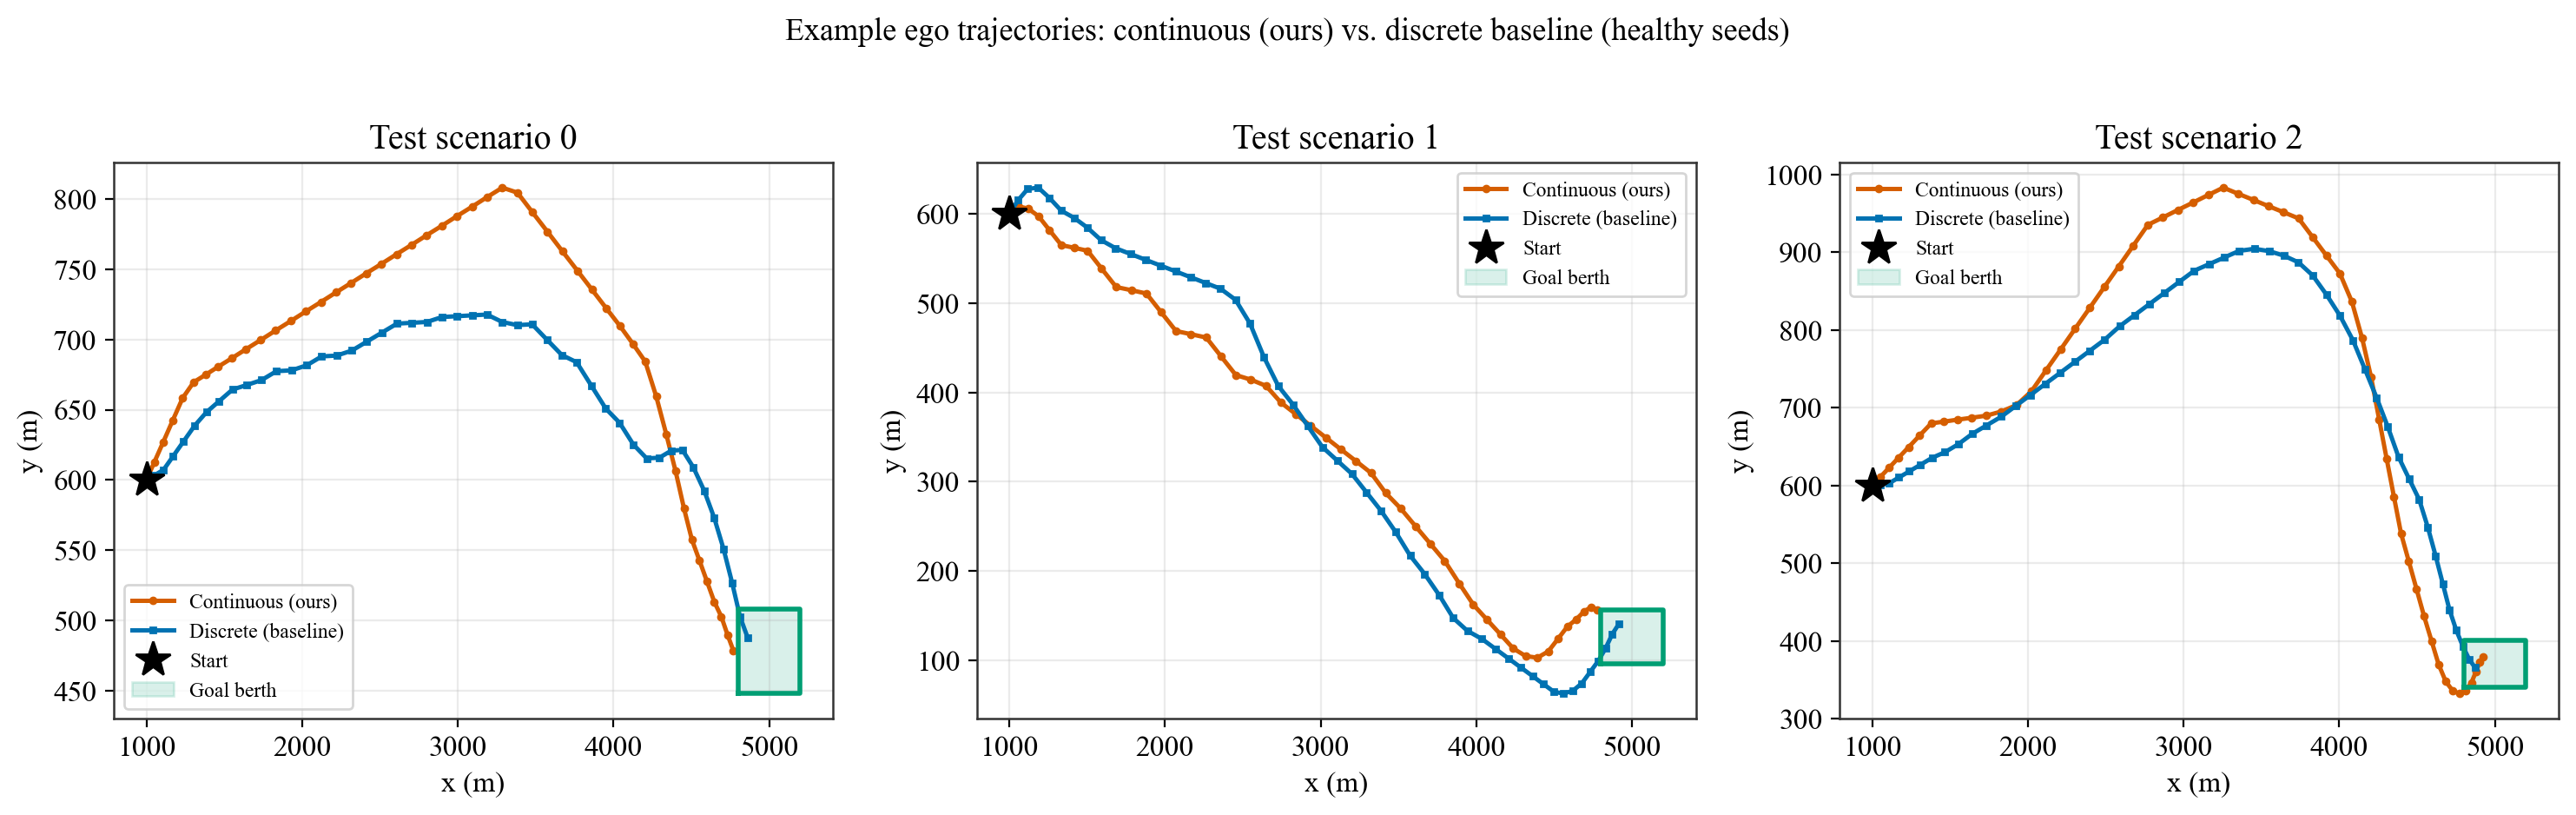 Example ego trajectories: continuous (ours) vs. discrete baseline (healthy seeds)
Test scenario 0
800
750
700
650
600
550
500
450
y (m)
Continuous (ours)
Discrete (baseline)
Start
Goal berth
1000
2000
3000
4000
5000
x (m)
Test scenario 1
600
500
400
300
200
100
y (m)
Continuous (ours)
Discrete (baseline)
Start
Goal berth
1000
2000
3000
4000
5000
x (m)
Test scenario 2
1000
900
800
700
600
500
400
300
y (m)
Continuous (ours)
Discrete (baseline)
Start
Goal berth
1000
2000
3000
4000
5000
x (m)